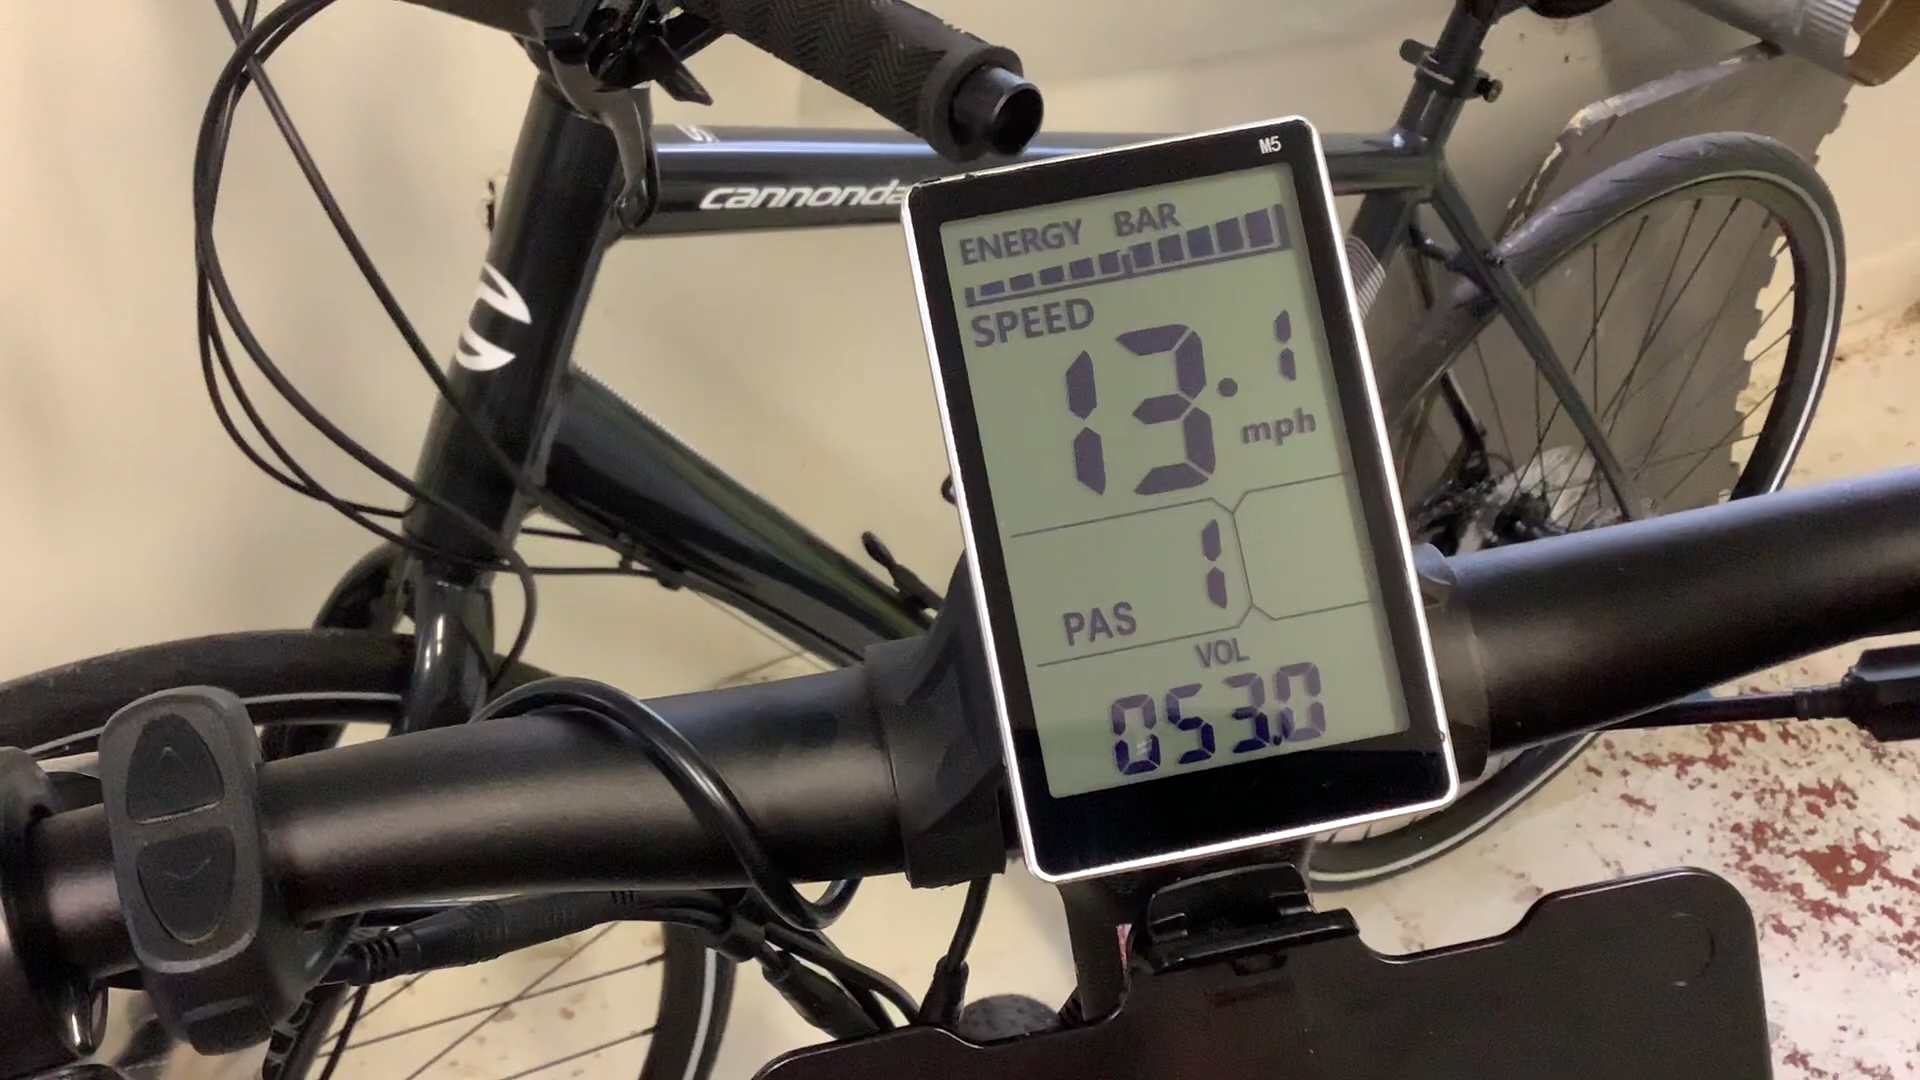 cannonda
M5
ENERGY BAR
SPEED
13.1
mph
1
PAS
VOL
053.0